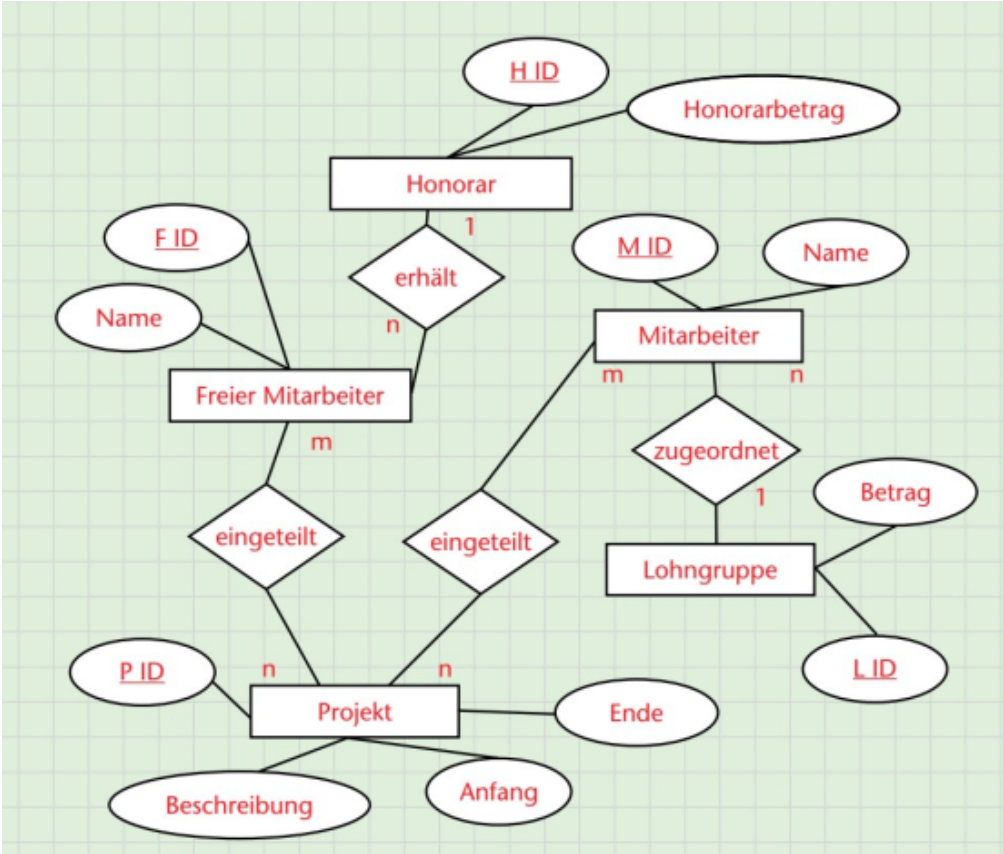 H ID
Honorarbetrag
Honorar
1
F ID
M ID
Name
erhält
Name
n
Mitarbeiter
m
n
Freier Mitarbeiter
m
zugeordnet
1
Betrag
eingeteilt
eingeteilt
Lohngruppe
n
n
P ID
L ID
Projekt
Ende
Anfang
Beschreibung